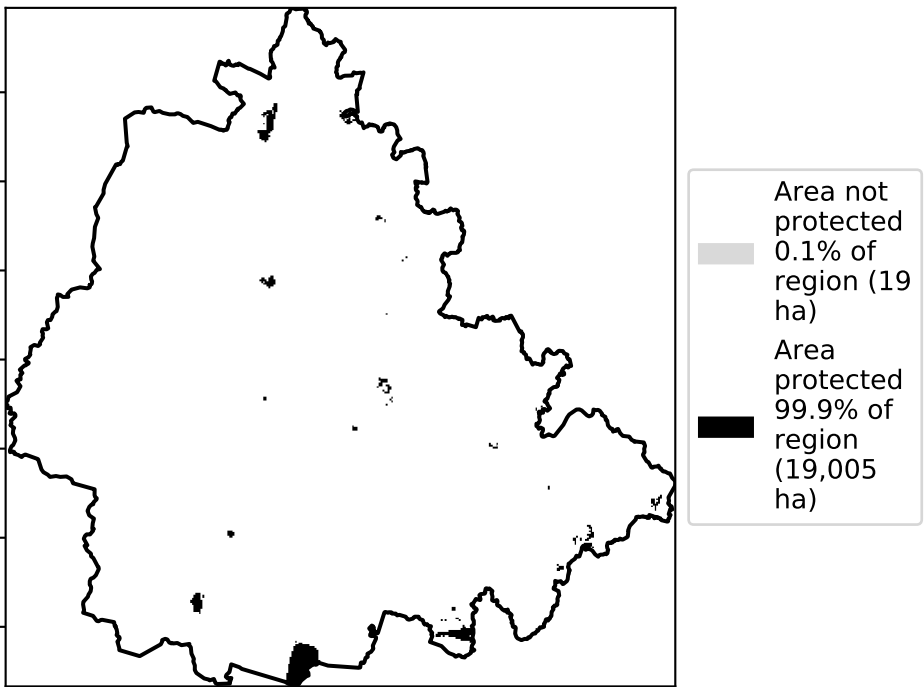 Area not
protected
0.1% of
region (19
ha)
Area
protected
99.9% of
region
(19,005
ha)